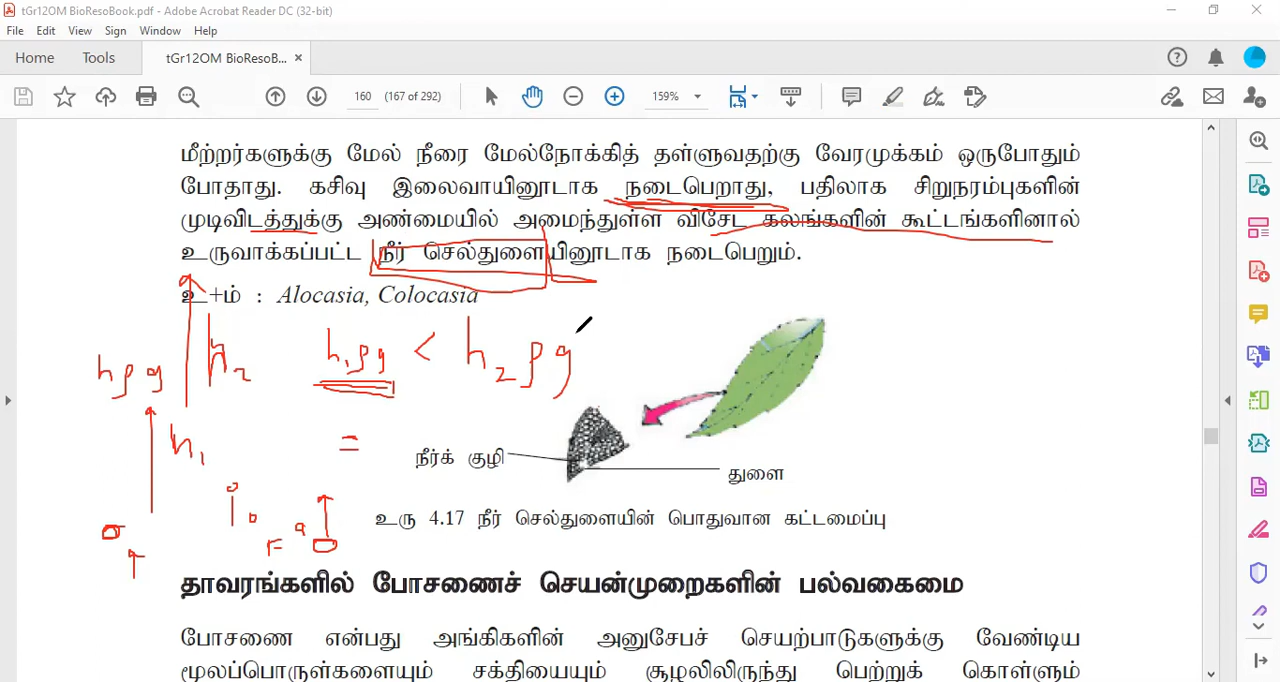 tGr12OM BioResoBook.pdf - Adobe Acrobat Reader DC (32-bit)
File Edit View Sign Window Help
Home Tools tGr12OM BioResoB... ×
160 (167 of 292) 159%
மீற்றர்களுக்கு மேல் நீரை மேல்நோக்கித் தள்ளுவதற்கு வேரமுக்கம் ஒருபோதும்
போதாது. கசிவு இலைவாயினூடாக நடைபெறாது, பதிலாக சிறுநரம்புகளின்
முடிவிடத்துக்கு அண்மையில் அமைந்துள்ள விசேட கலங்களின் கூட்டங்களினால்
உருவாக்கப்பட்ட நீர் செல்துளையினூடாக நடைபெறும்.
உ+ம் : Alocasia, Colocasia
hρg h₂ h₁ρg < h₂ρg
h₁ =
நீர்க் குழி
துளை
உரு 4.17 நீர் செல்துளையின் பொதுவான கட்டமைப்பு
தாவரங்களில் போசணைச் செயன்முறைகளின் பல்வகைமை
போசணை என்பது அங்கிகளின் அனுசேபச் செயற்பாடுகளுக்கு வேண்டிய
மூலப்பொருள்களையும் சக்தியையும் சூழலிலிருந்து பெற்றுக் கொள்ளும்